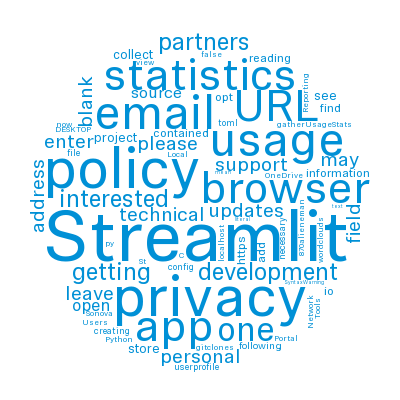 partners
false
collect
view
reading
statistics
source
opt
URL
Reporting
see
find
blank
email
now
DESKTOP
project
contained
toml
gatherUsageStats
enter
please
usage
file
Local
support
may
information
policy
browser
OneDrive
address
interested
technical
updates
field
Streamlit
localhost
https
add
necessary
870alieneman
wordclouds
py
St
C
config
SyntaxWarning
getting
development
leave
privacy
io
open
Sonova
Users
app
one
Network
Tools
creating
Python
Portal
store
gitclones
following
personal
userprofile